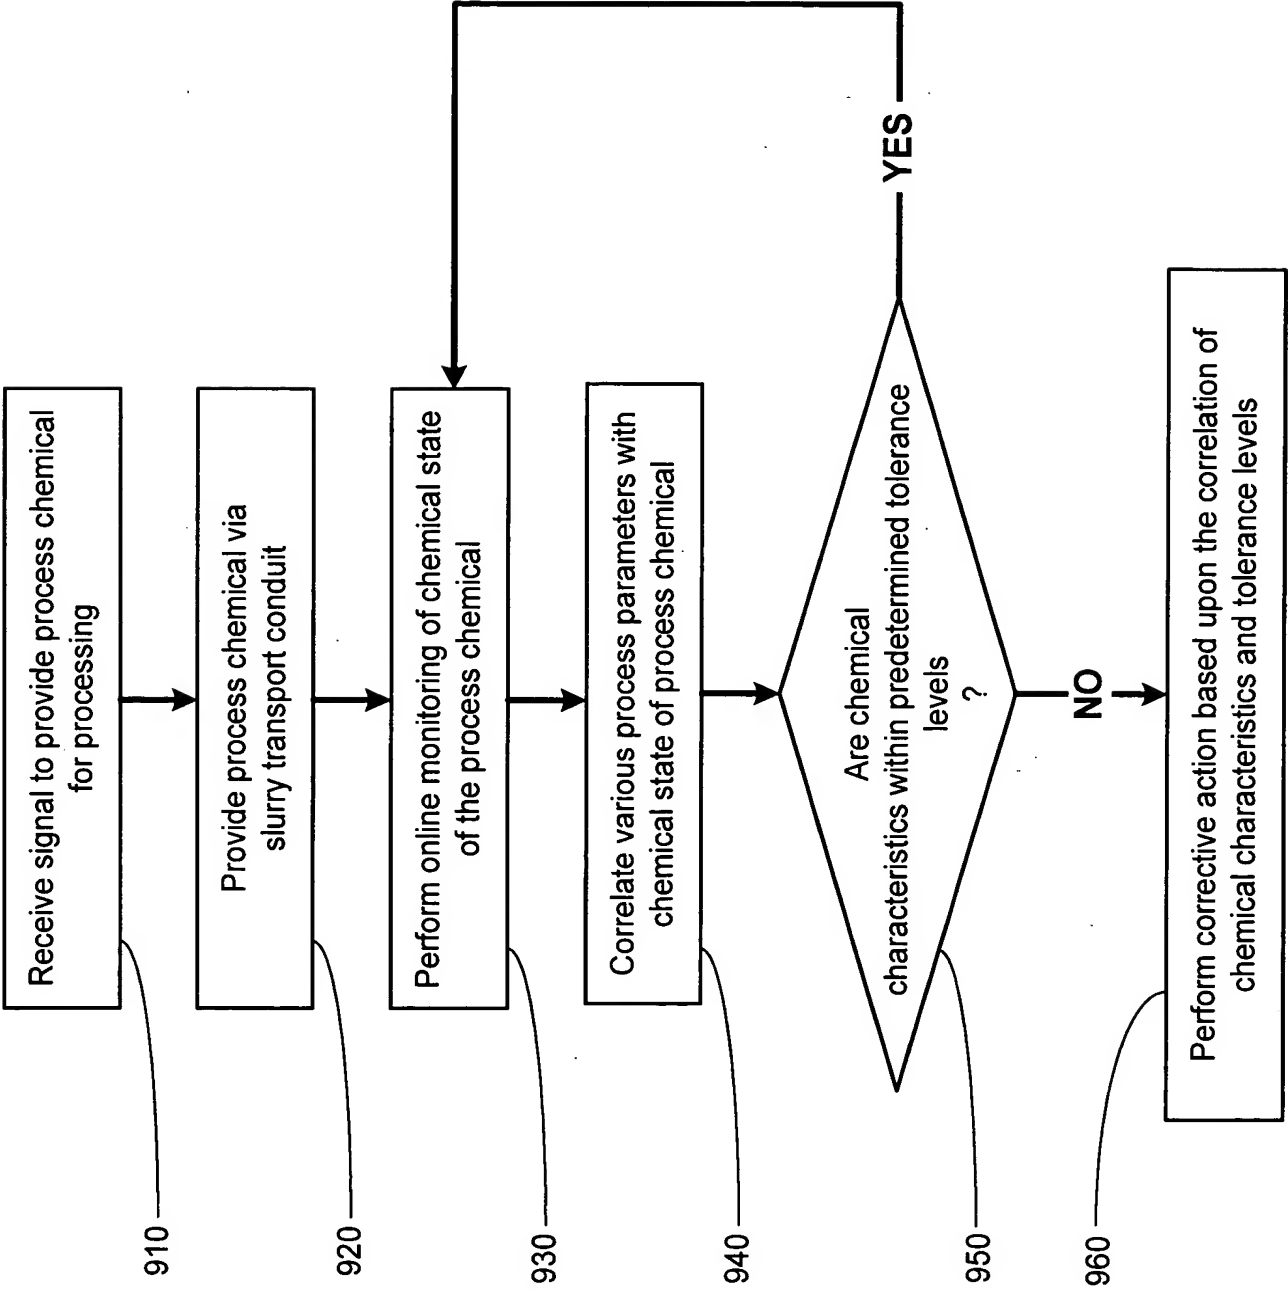 910
Receive signal to provide process chemical
for processing
920
Provide process chemical via
slurry transport conduit
930
Perform online monitoring of chemical state
of the process chemical
940
Correlate various process parameters with
chemical state of process chemical
950
Are chemical
characteristics within predetermined tolerance
levels
?
YES
NO
960
Perform corrective action based upon the correlation of
chemical characteristics and tolerance levels